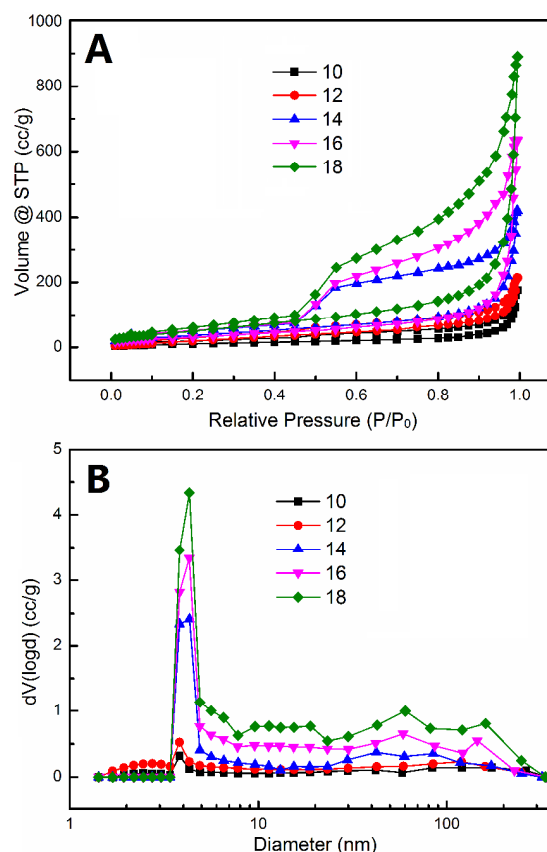 A
10
12
14
16
18
1000
800
600
400
200
0
Volume @ STP (cc/g)
0.0 0.2 0.4 0.6 0.8 1.0
Relative Pressure (P/P₀)
B
10
12
14
16
18
5
4
3
2
1
0
dV(logd) (cc/g)
1 10 100
Diameter (nm)